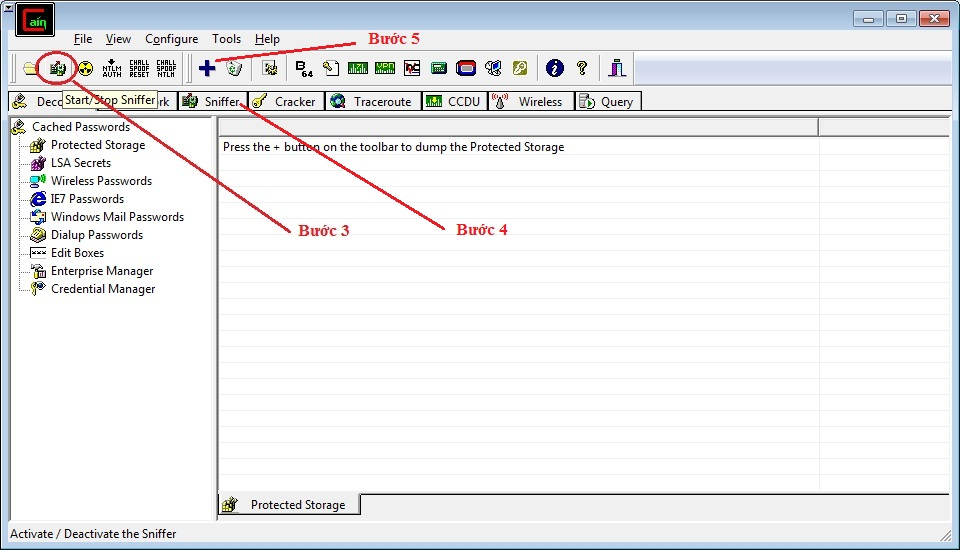 Cain
File View Configure Tools Help
Bước 5
NTLM AUTH
CHALL SPOOF RESET
CHALL SPOOF NTLM
B 64
Start/Stop Sniffer
Sniffer Cracker Traceroute CCDU Wireless Query
Cached Passwords
Protected Storage
LSA Secrets
Wireless Passwords
IE7 Passwords
Windows Mail Passwords
Dialup Passwords
Edit Boxes
Enterprise Manager
Credential Manager
Press the + button on the toolbar to dump the Protected Storage
Bước 3
Bước 4
Protected Storage
Activate / Deactivate the Sniffer